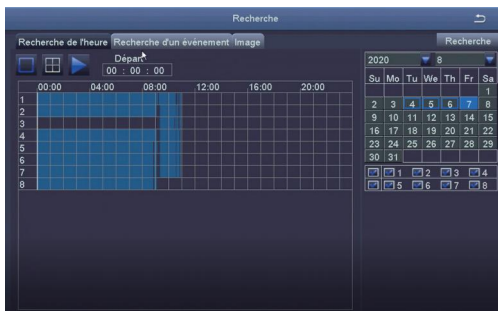 Recherche
Recherche de l'heure Recherche d'un évènement Image
Recherche
Départ
00 : 00 : 00
00:00 04:00 08:00 12:00 16:00 20:00
1
2
3
4
5
6
7
8
2020 8
Su Mo Tu We Th Fr Sa
1
2 3 4 5 6 7 8
9 10 11 12 13 14 15
16 17 18 19 20 21 22
23 24 25 26 27 28 29
30 31
1 2 3 4
5 6 7 8